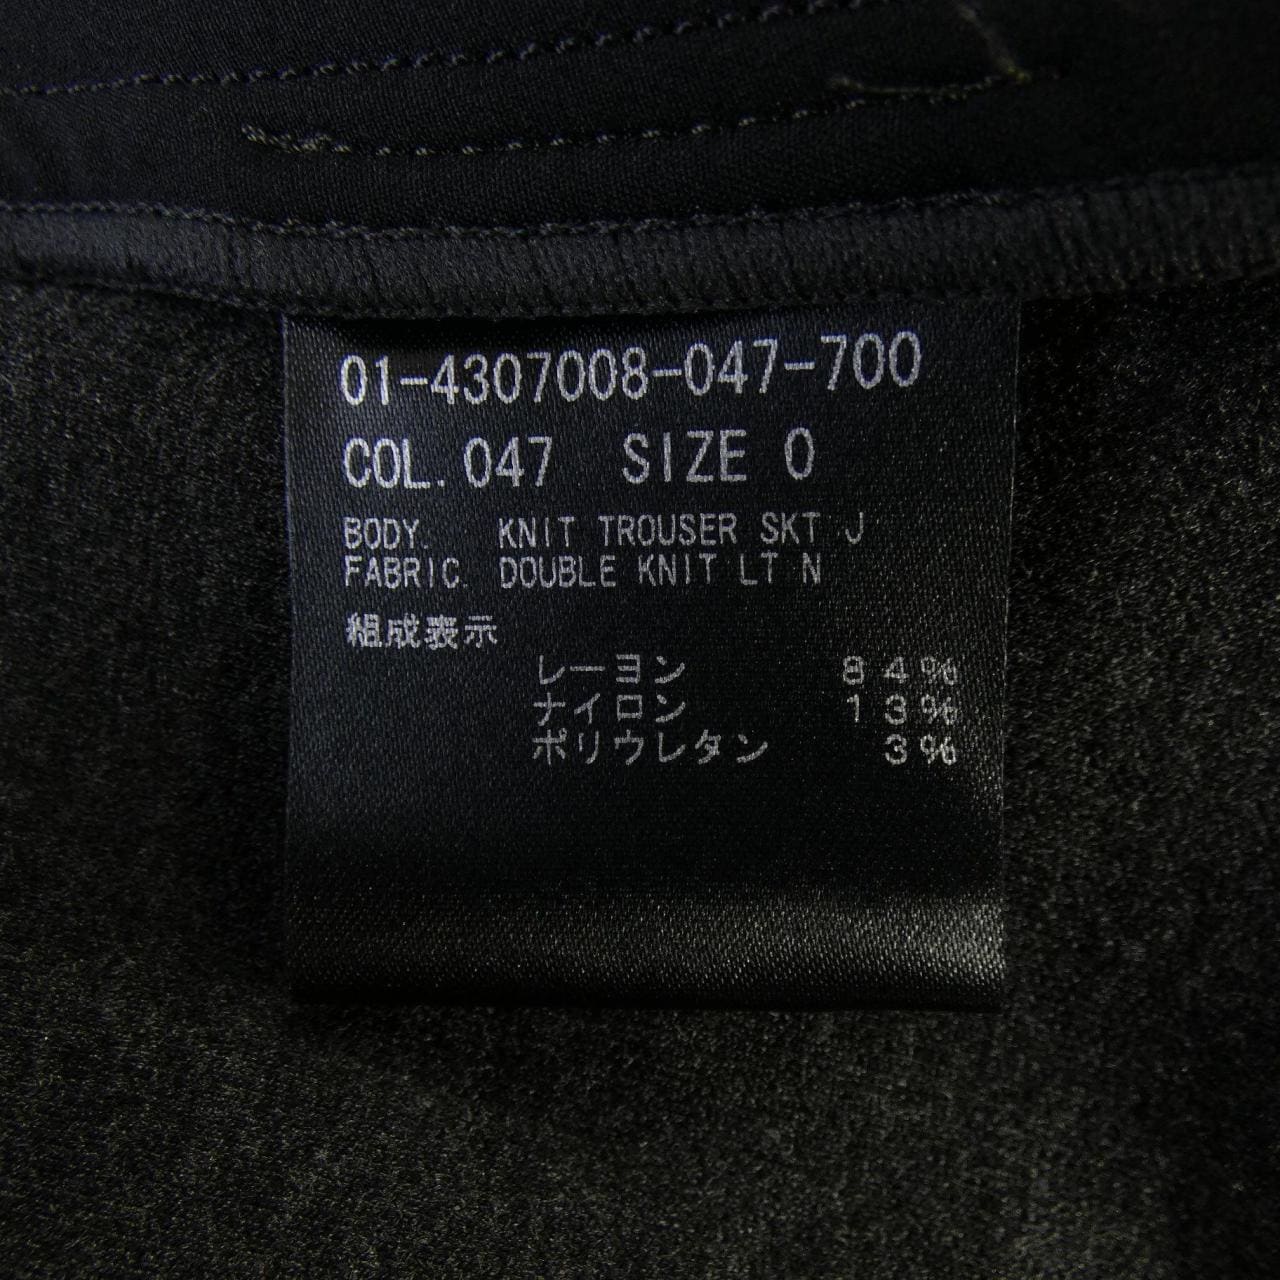 01-4307008-047-700
COL.047 SIZE 0
BODY. KNIT TROUSER SKT J
FABRIC. DOUBLE KNIT LT N
組成表示
レーヨン 84%
ナイロン 13%
ポリウレタン 3%